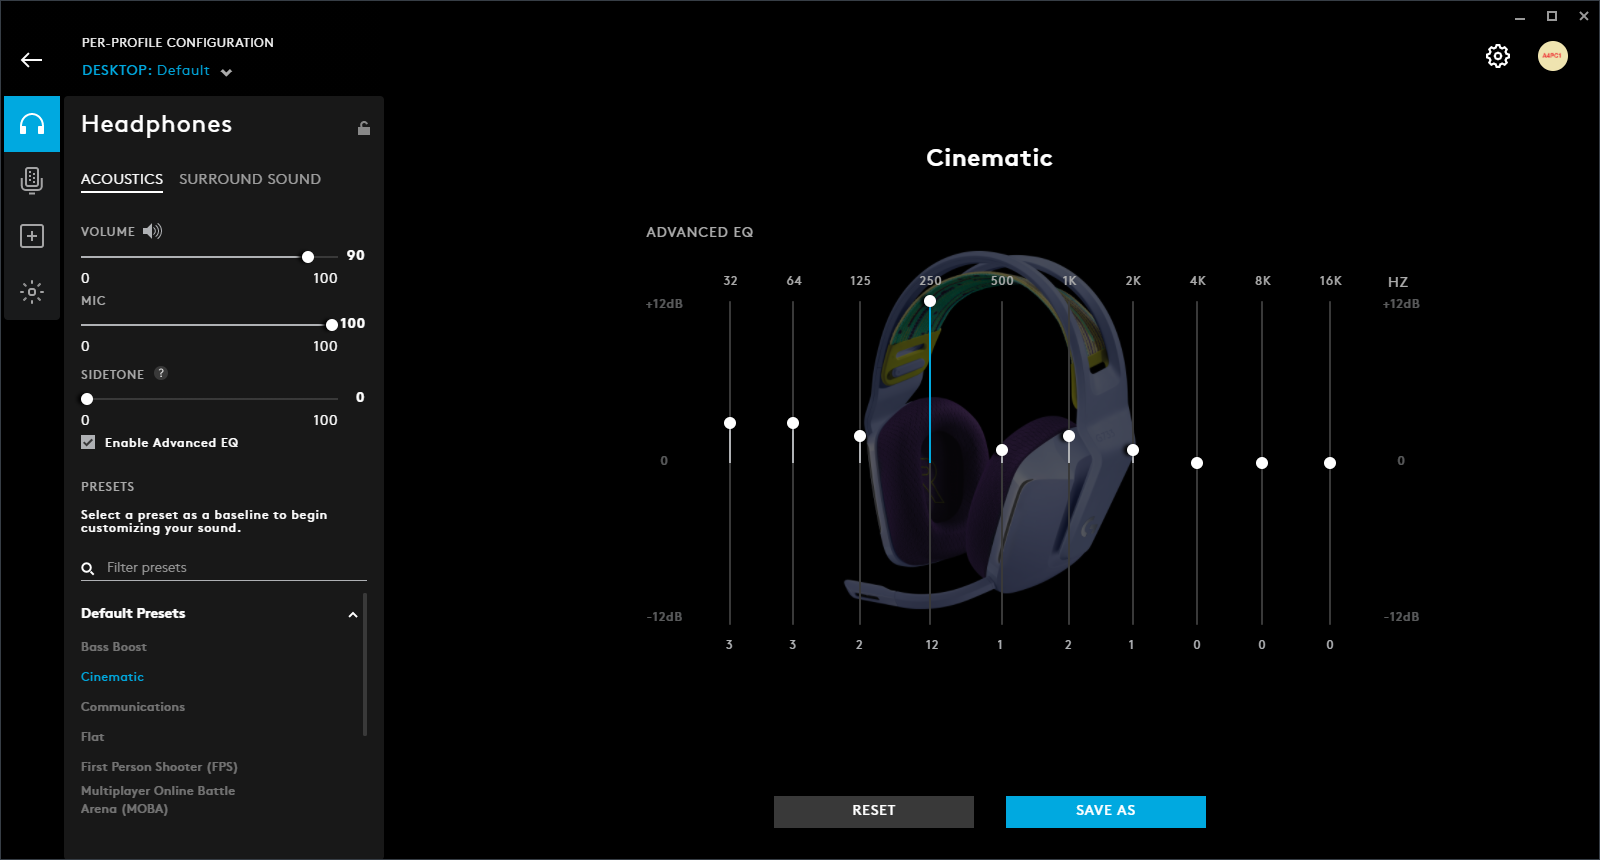 PER-PROFILE CONFIGURATION
DESKTOP: Default
Headphones
ACOUSTICS SURROUND SOUND
VOLUME
90
0 100
MIC
100
0 100
SIDETONE ?
0
0 100
Enable Advanced EQ
PRESETS
Select a preset as a baseline to begin
customizing your sound.
Filter presets
Default Presets
Bass Boost
Cinematic
Communications
Flat
First Person Shooter (FPS)
Multiplayer Online Battle
Arena (MOBA)
Cinematic
ADVANCED EQ
32 64 125 250 500 1K 2K 4K 8K 16K HZ
+12dB +12dB
0 0
-12dB -12dB
3 3 2 12 1 2 1 0 0 0
RESET SAVE AS